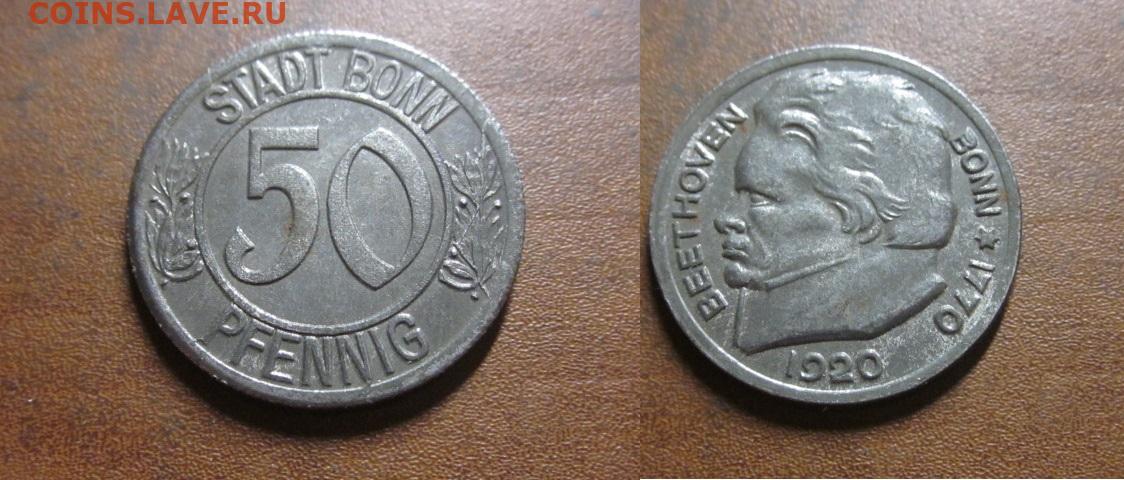 COINS.LAVE.RU
STADT BONN
50
PFENNIG
BEETHOVEN
BONN ★ 1770
1920